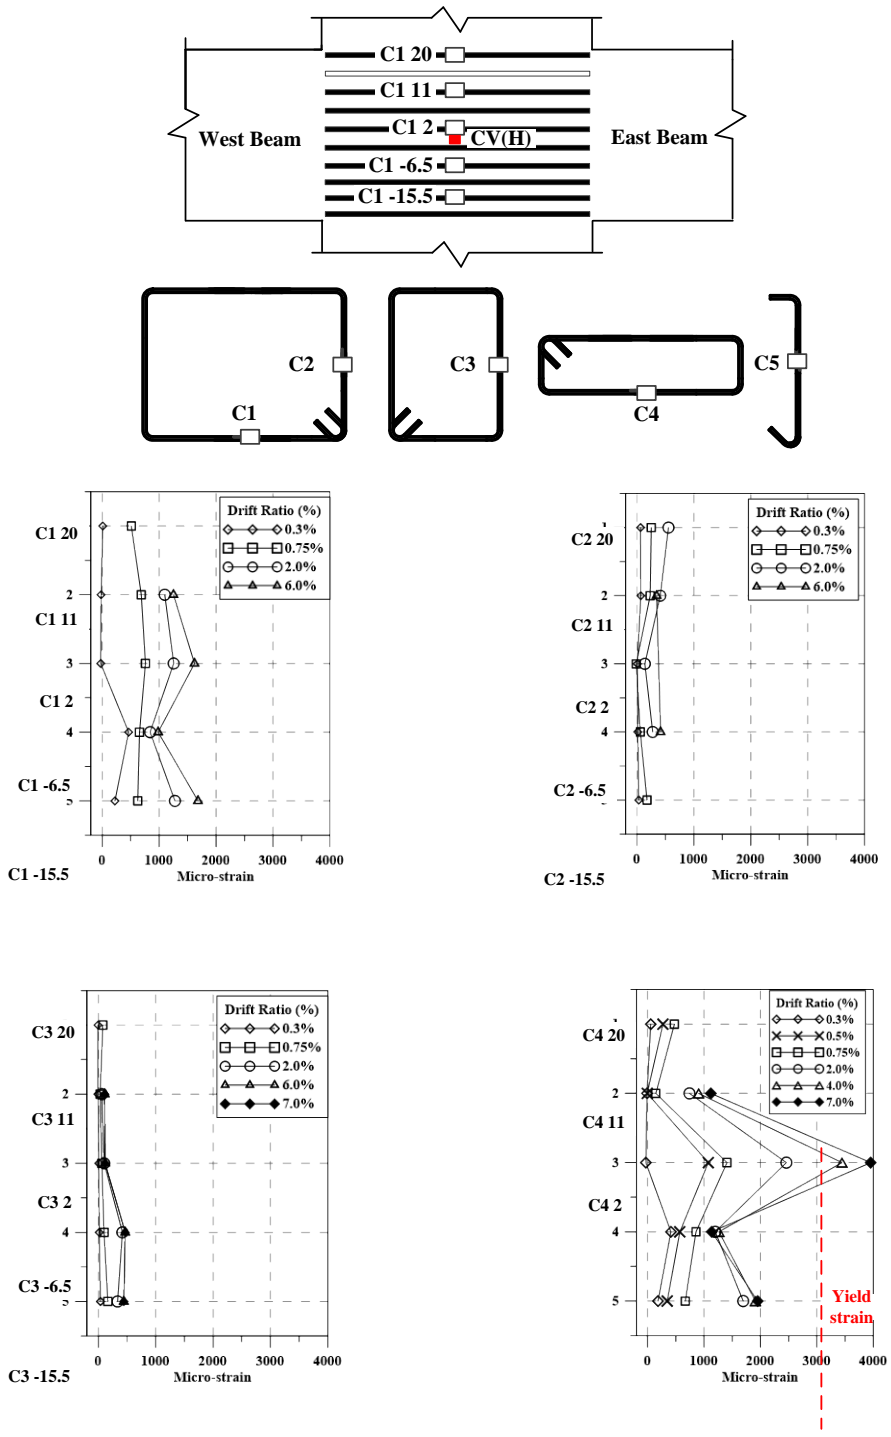 C1 20
C1 11
C1 2
CV(H)
West Beam
East Beam
C1 -6.5
C1 -15.5
C2
C3
C5
C1
C4
Drift Ratio (%)
0.3%
0.75%
2.0%
6.0%
C1 20
2
C1 11
3
C1 2
4
C1 -6.5
5
0 1000 2000 3000 4000
Micro-strain
C1 -15.5
Drift Ratio (%)
0.3%
0.75%
2.0%
6.0%
C2 20
2
C2 11
3
C2 2
4
C2 -6.5
0 1000 2000 3000 4000
Micro-strain
C2 -15.5
Drift Ratio (%)
0.3%
0.75%
2.0%
6.0%
7.0%
C3 20
2
C3 11
3
C3 2
4
C3 -6.5
5
0 1000 2000 3000 4000
Micro-strain
C3 -15.5
Drift Ratio (%)
0.3%
0.5%
0.75%
2.0%
4.0%
7.0%
C4 20
2
C4 11
3
C4 2
4
5
Yield
strain
0 1000 2000 3000 4000
Micro-strain